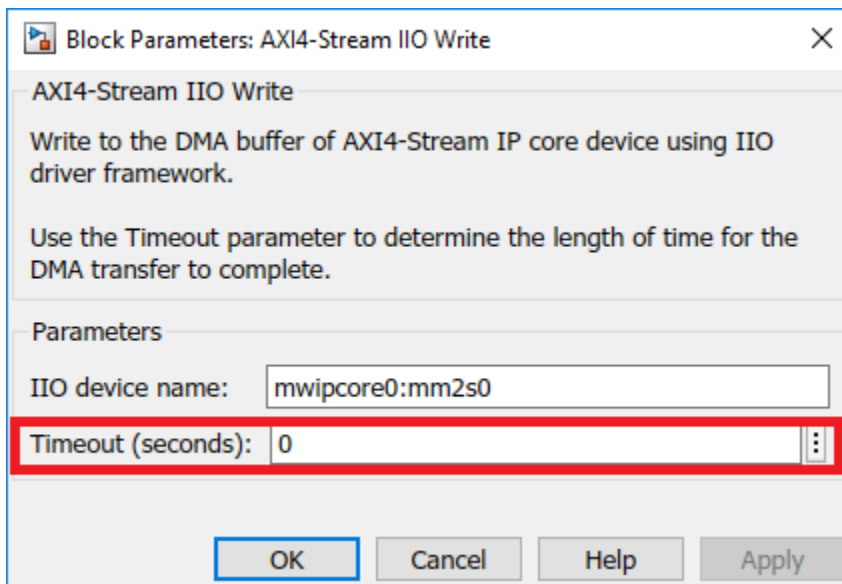 Block Parameters: AXI4-Stream IIO Write
AXI4-Stream IIO Write
Write to the DMA buffer of AXI4-Stream IP core device using IIO
driver framework.
Use the Timeout parameter to determine the length of time for the
DMA transfer to complete.
Parameters
IIO device name: mwipcore0:mm2s0
Timeout (seconds): 0
OK Cancel Help Apply